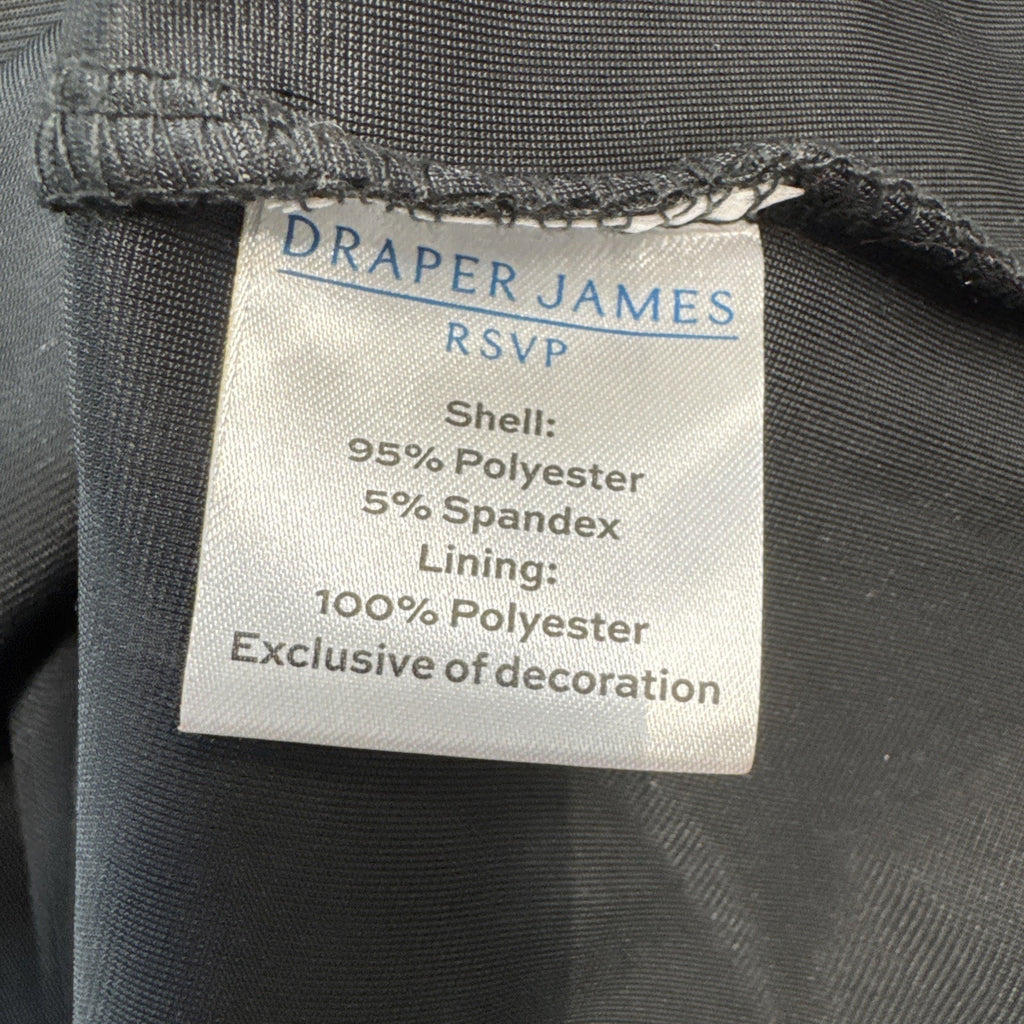 DRAPER JAMES
RSVP
Shell:
95% Polyester
5% Spandex
Lining:
100% Polyester
Exclusive of decoration